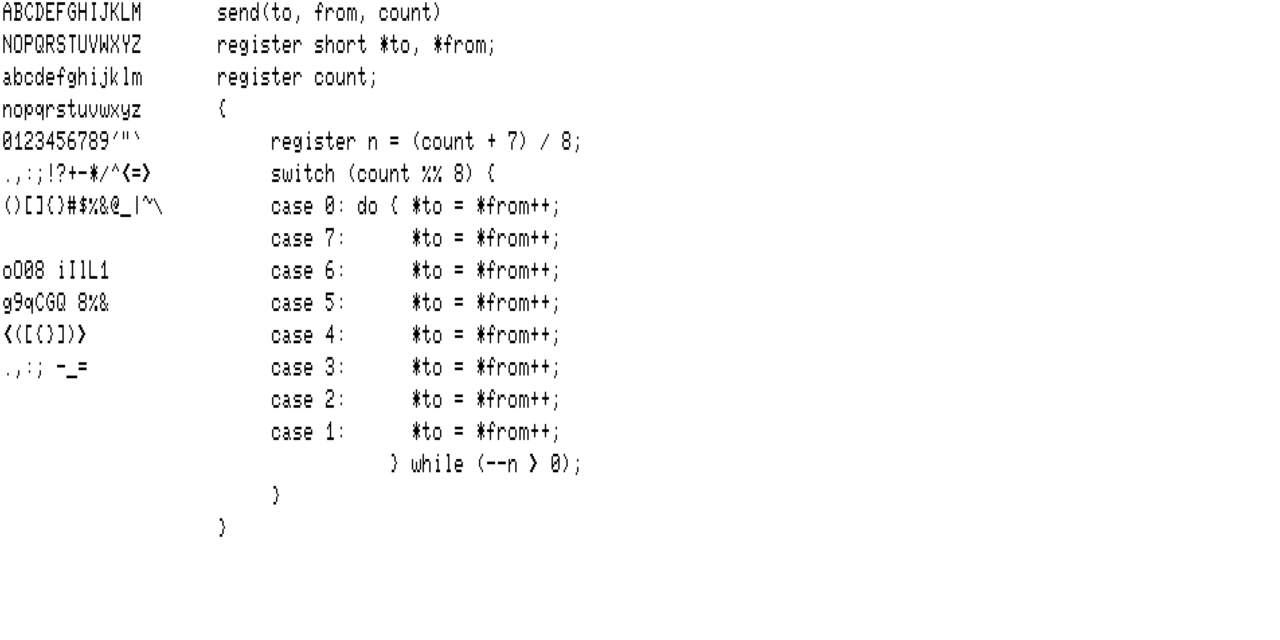 ABCDEFGHIJKLM send(to, from, count)
NOPQRSTUVWXYZ register short *to, *from;
abcdefghijklm register count;
nopqrstuvwxyz {
0123456789'"` register n = (count + 7) / 8;
.,:;!?+-*/^<=> switch (count %% 8) {
()[]{}#$%&@_|~\ case 0: do { *to = *from++;
case 7: *to = *from++;
oO08 iIlL1 case 6: *to = *from++;
g9qCGQ 8%& case 5: *to = *from++;
<([{}])> case 4: *to = *from++;
.,:; -_= case 3: *to = *from++;
case 2: *to = *from++;
case 1: *to = *from++;
} while (--n > 0);
}
}